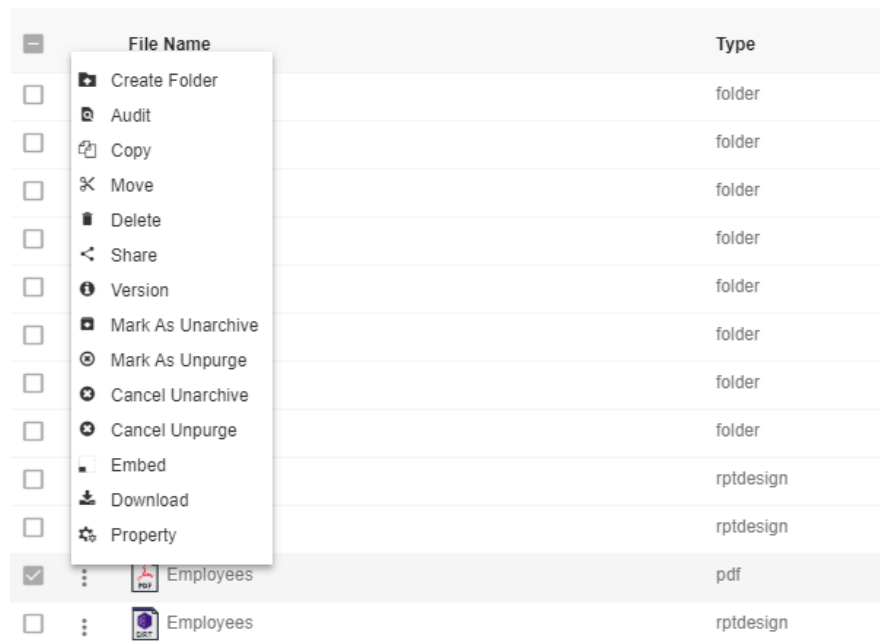 File Name Type
Create Folder
folder
Audit
folder
Copy
Move
folder
Delete
folder
Share
Version
folder
Mark As Unarchive
folder
Mark As Unpurge
Cancel Unarchive
folder
Cancel Unpurge
folder
Embed
rptdesign
Download
Property
rptdesign
PDF Employees pdf
BIRT Employees rptdesign